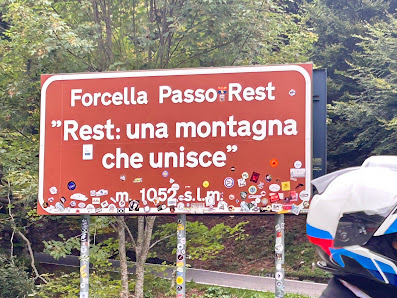 Forcella Passo Rest
"Rest: una montagna
che unisce"
m 1052 s.l.m.